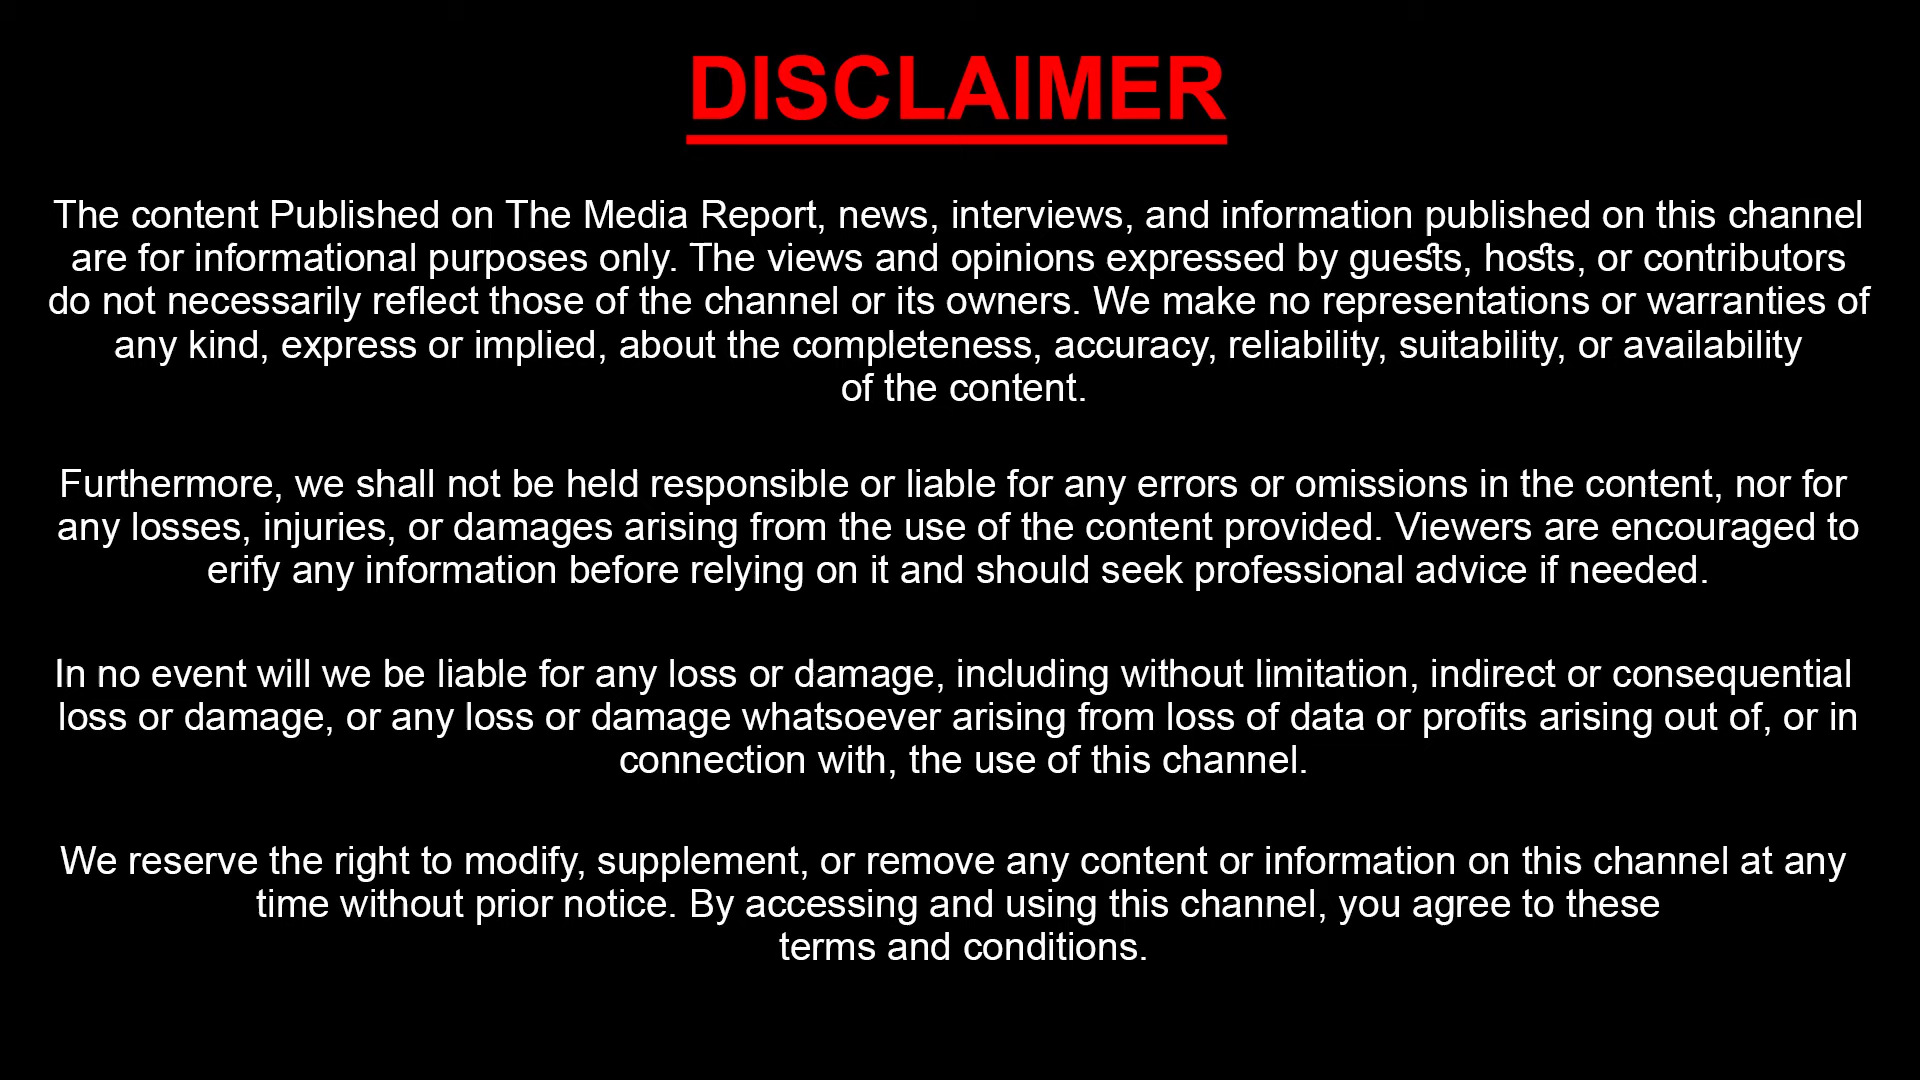 DISCLAIMER
The content Published on The Media Report, news, interviews, and information published on this channel
are for informational purposes only. The views and opinions expressed by guests, hosts, or contributors
do not necessarily reflect those of the channel or its owners. We make no representations or warranties of
any kind, express or implied, about the completeness, accuracy, reliability, suitability, or availability
of the content.
Furthermore, we shall not be held responsible or liable for any errors or omissions in the content, nor for
any losses, injuries, or damages arising from the use of the content provided. Viewers are encouraged to
erify any information before relying on it and should seek professional advice if needed.
In no event will we be liable for any loss or damage, including without limitation, indirect or consequential
loss or damage, or any loss or damage whatsoever arising from loss of data or profits arising out of, or in
connection with, the use of this channel.
We reserve the right to modify, supplement, or remove any content or information on this channel at any
time without prior notice. By accessing and using this channel, you agree to these
terms and conditions.